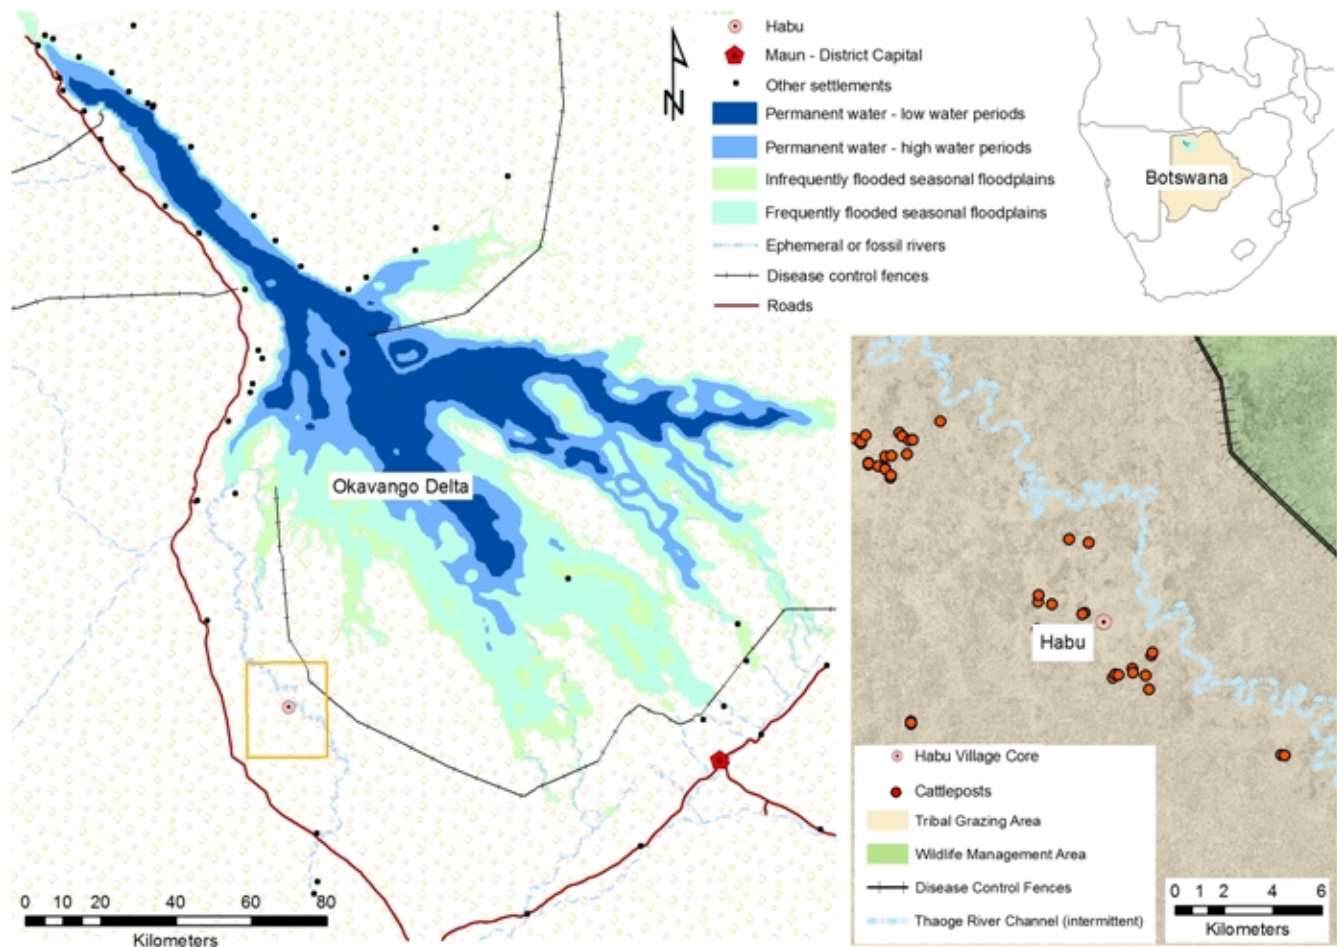 Habu
Maun - District Capital
Other settlements
Permanent water - low water periods
Permanent water - high water periods
Infrequently flooded seasonal floodplains
Frequently flooded seasonal floodplains
Ephemeral or fossil rivers
Disease control fences
Roads
N
Botswana
Okavango Delta
0 10 20 40 60 80
Kilometers
Habu
Habu Village Core
Cattleposts
Tribal Grazing Area
Wildlife Management Area
Disease Control Fences
Thaoge River Channel (intermittent)
0 1 2 4 6
Kilometers